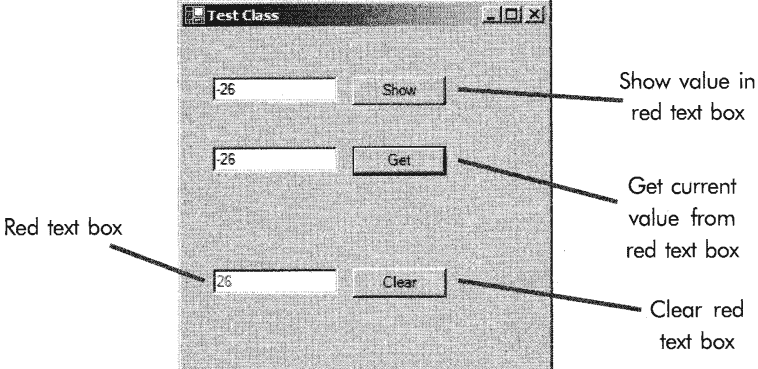 Test Class
-26
Show
Show value in
red text box
-26
Get
Get current
value from
red text box
Red text box
26
Clear
Clear red
text box